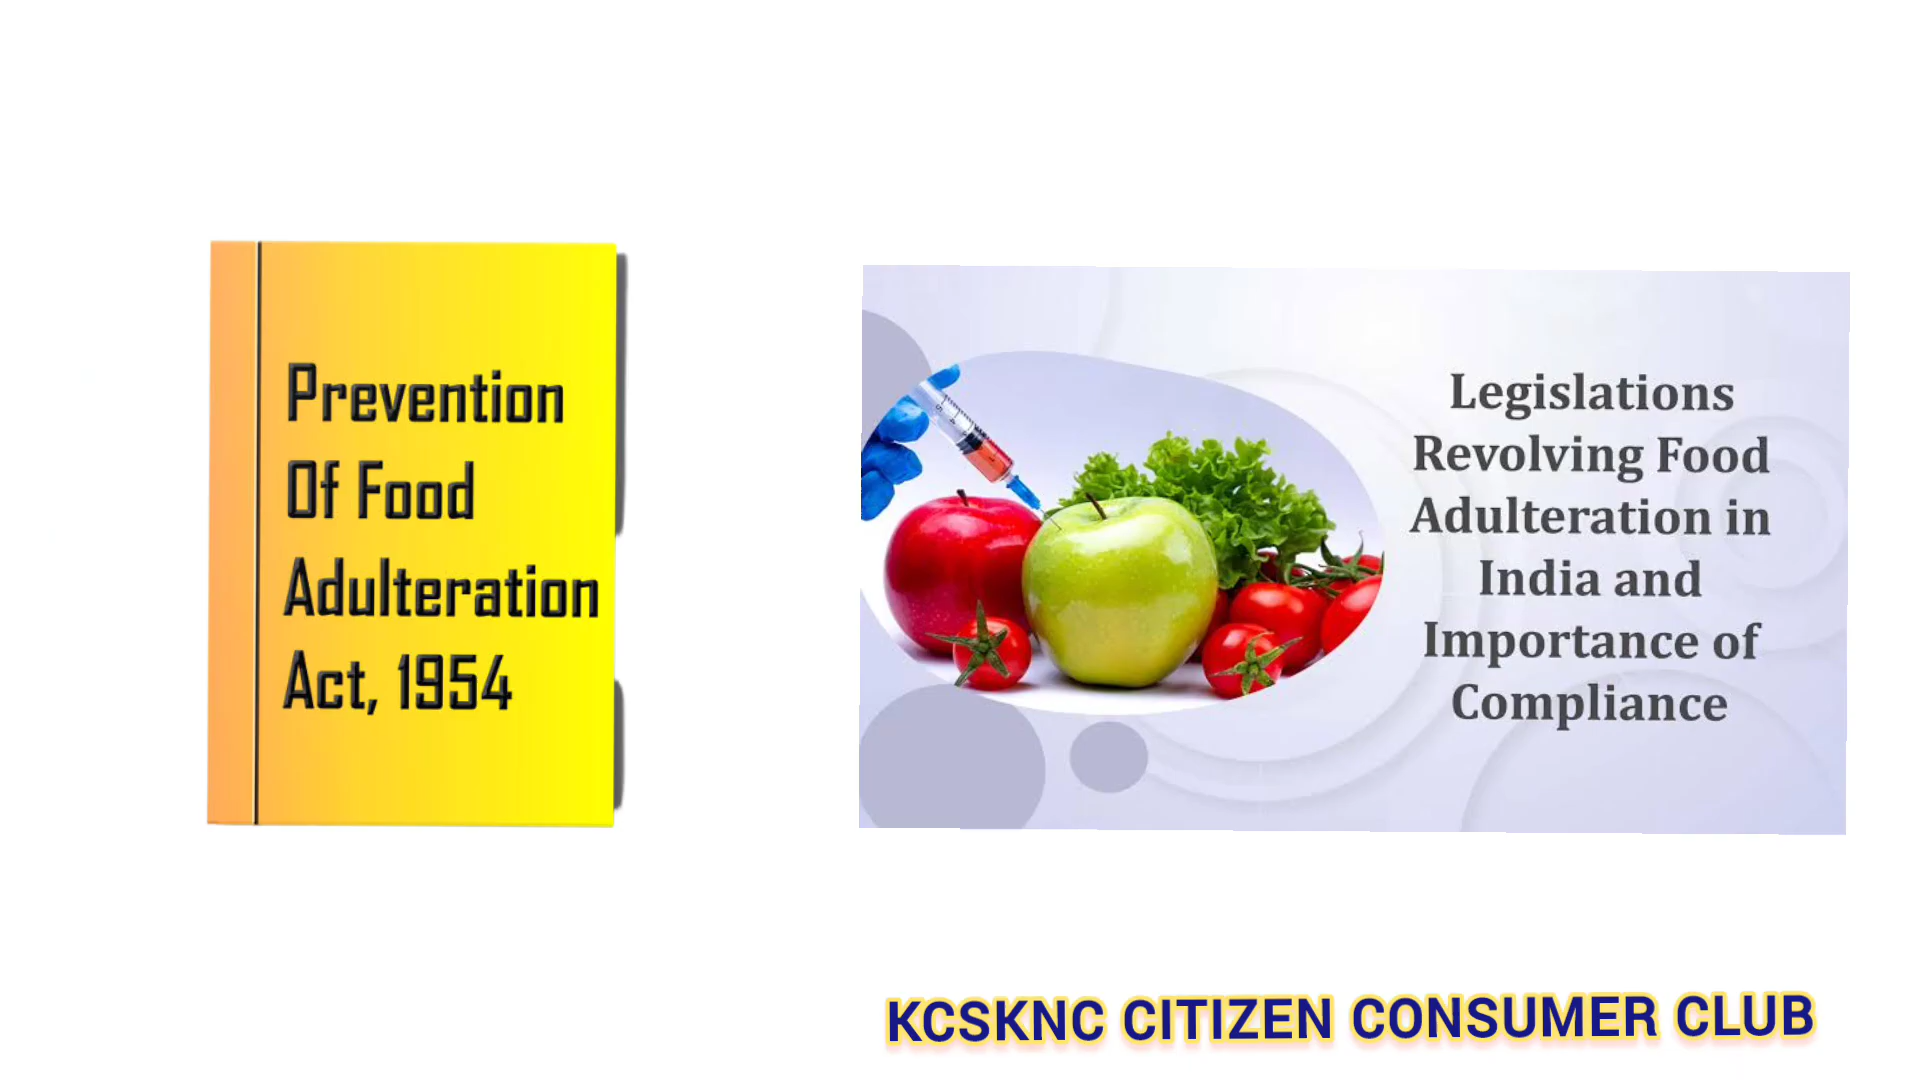 Prevention
Of Food
Adulteration
Act, 1954
Legislations
Revolving Food
Adulteration in
India and
Importance of
Compliance
KCSKNC CITIZEN CONSUMER CLUB